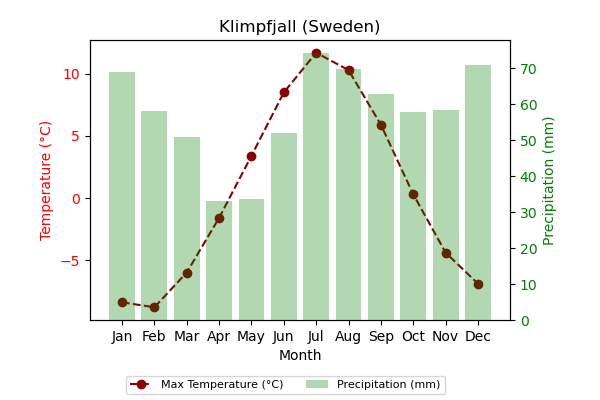 Klimpfjall (Sweden)
Temperature (°C)
10
5
0
−5
70
60
50
40
30
20
10
0
Precipitation (mm)
Jan Feb Mar Apr May Jun Jul Aug Sep Oct Nov Dec
Month
Max Temperature (°C) Precipitation (mm)